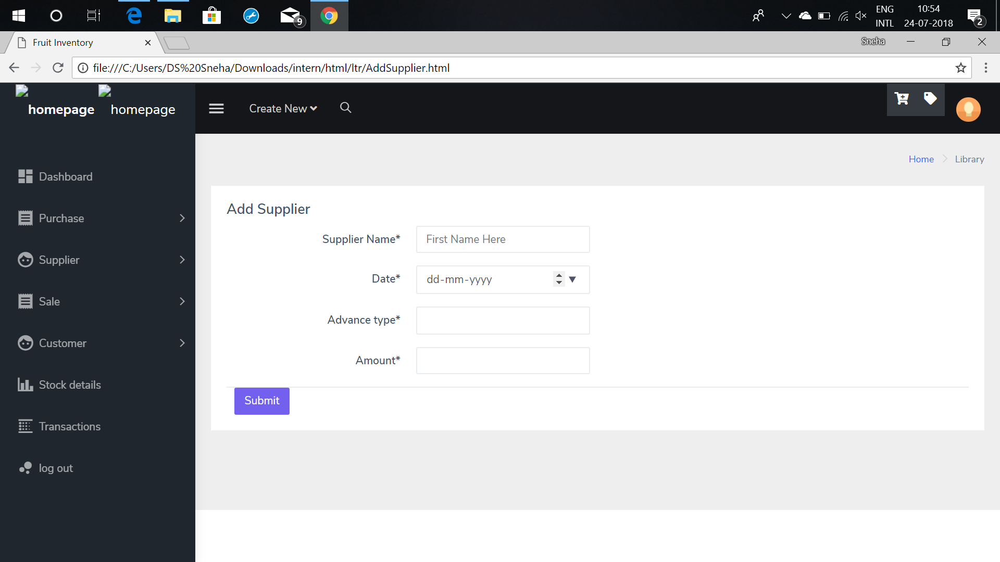 9
ENG
INTL
10:54
24-07-2018
2
Fruit Inventory
Sneha
file:///C:/Users/DS%20Sneha/Downloads/intern/html/ltr/AddSupplier.html
homepage homepage
Create New
Home Library
Dashboard
Purchase
Supplier
Sale
Customer
Stock details
Transactions
log out
Add Supplier
Supplier Name* First Name Here
Date* dd-mm-yyyy
Advance type*
Amount*
Submit